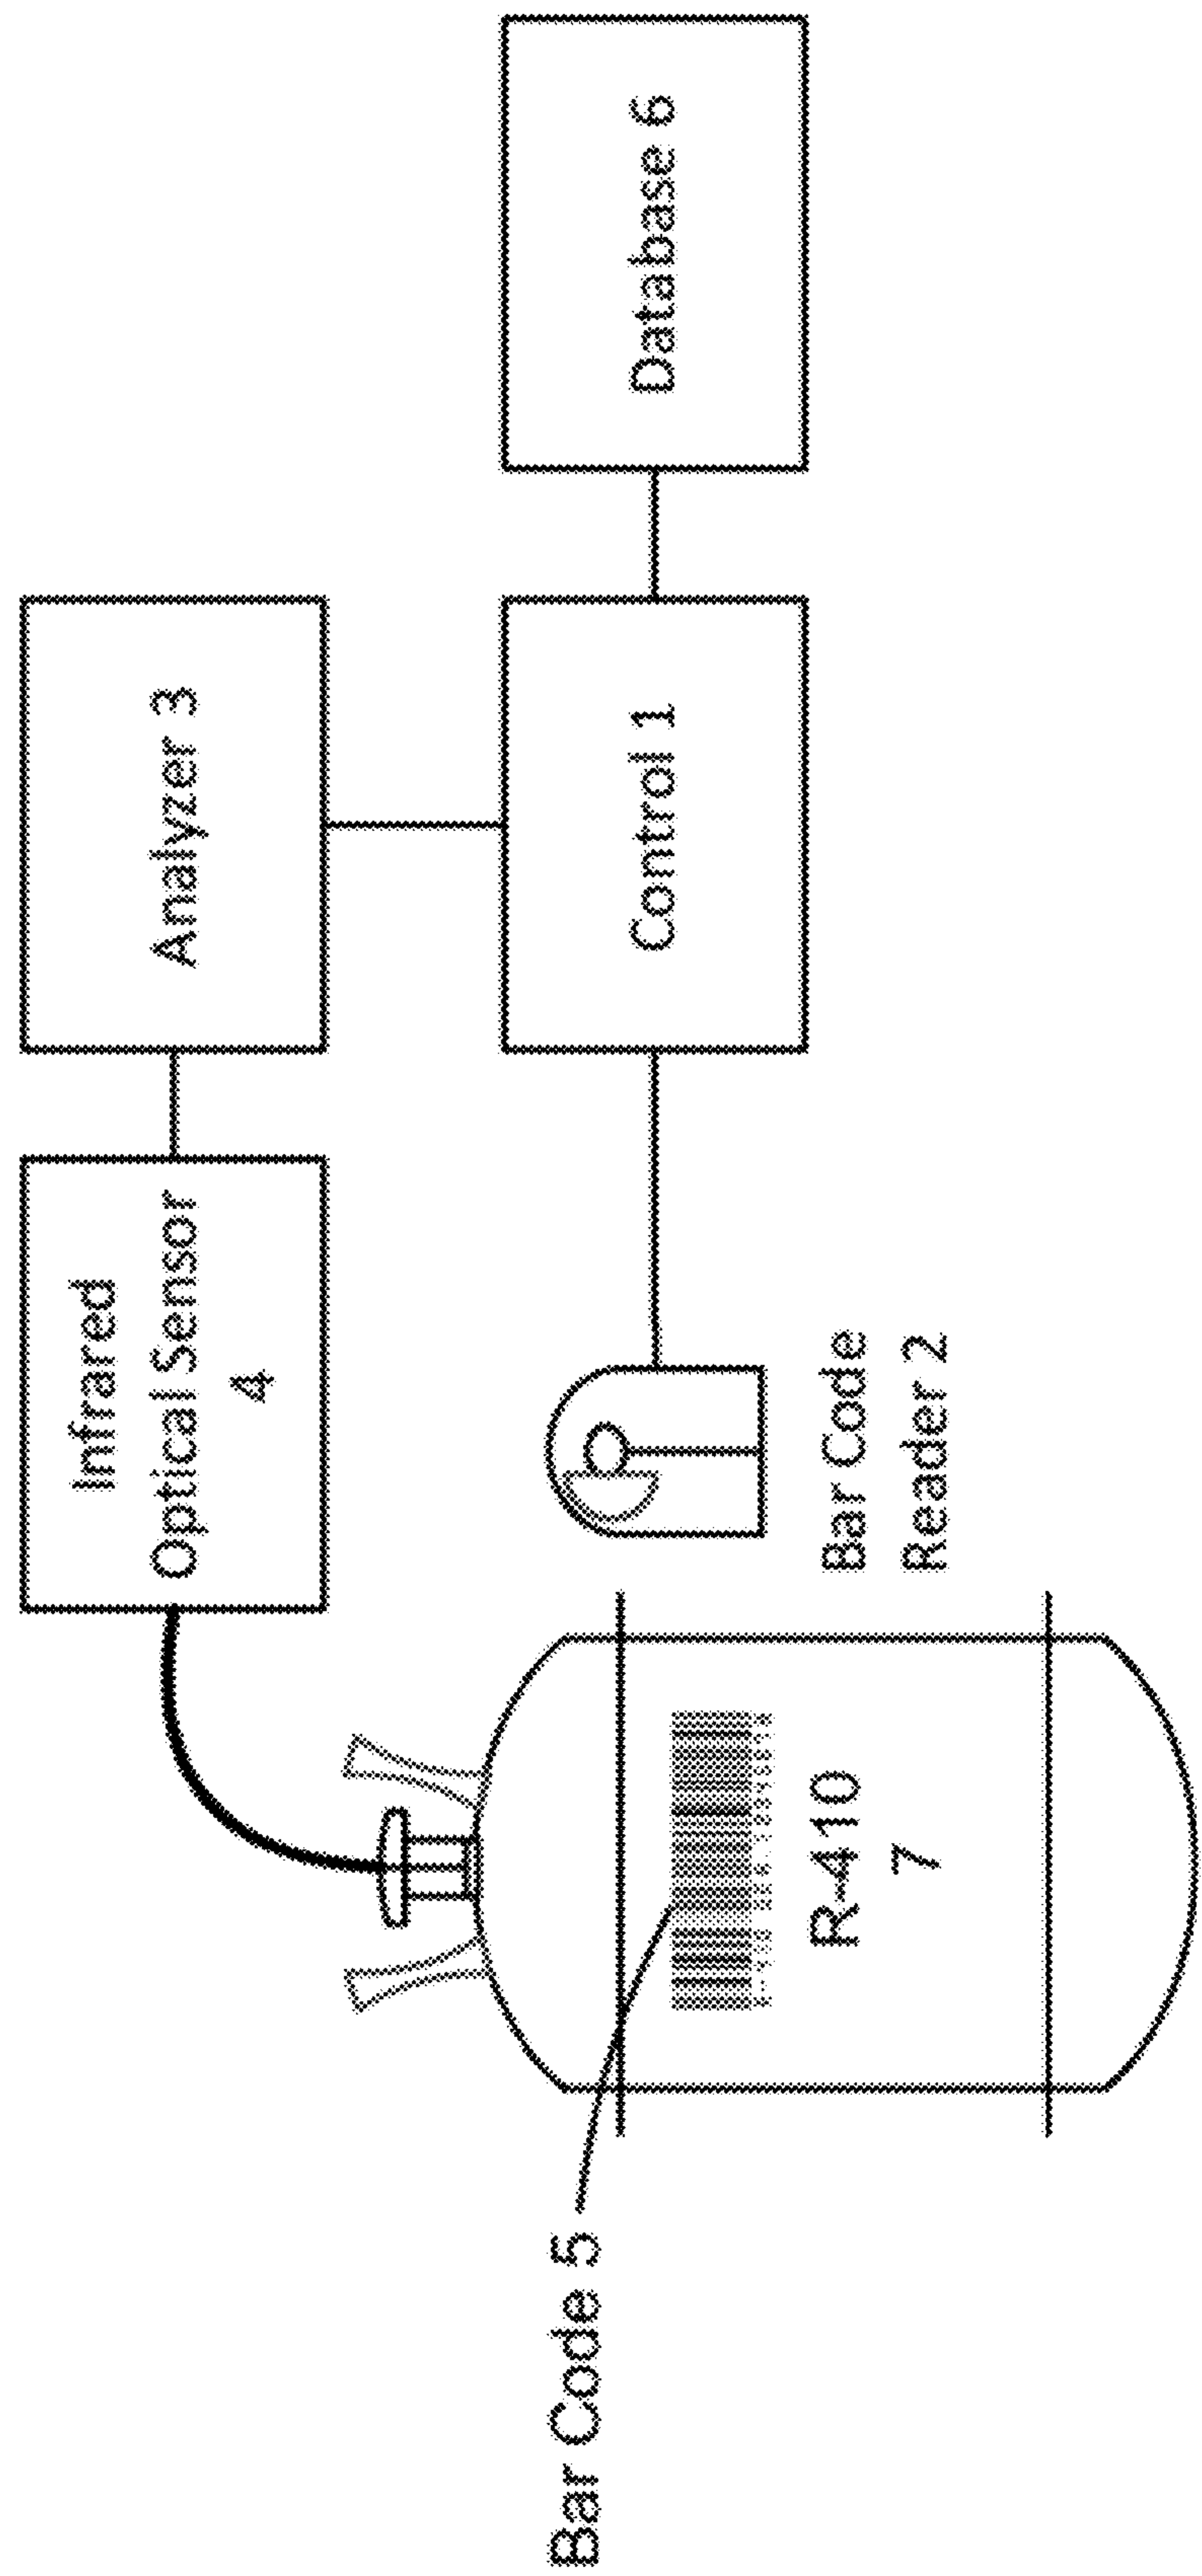 Infrared
Optical Sensor
4
Analyzer 3
Bar Code 5
R-410
7
Bar Code
Reader 2
Control 1
Database 6